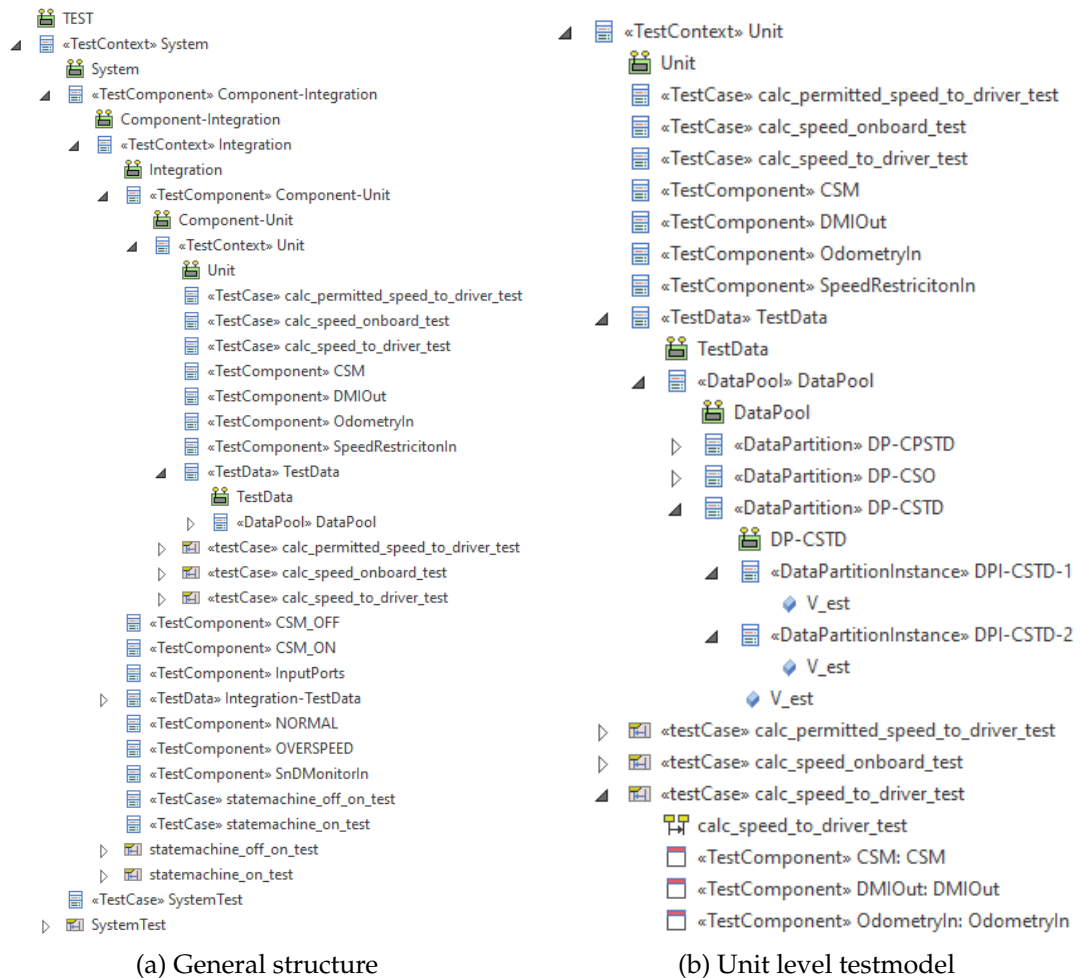 TEST
«TestContext» System
System
«TestComponent» Component-Integration
Component-Integration
«TestContext» Integration
Integration
«TestComponent» Component-Unit
Component-Unit
«TestContext» Unit
Unit
«TestCase» calc_permitted_speed_to_driver_test
«TestCase» calc_speed_onboard_test
«TestCase» calc_speed_to_driver_test
«TestComponent» CSM
«TestComponent» DMIOut
«TestComponent» OdometryIn
«TestComponent» SpeedRestricitonIn
«TestData» TestData
TestData
«DataPool» DataPool
«testCase» calc_permitted_speed_to_driver_test
«testCase» calc_speed_onboard_test
«testCase» calc_speed_to_driver_test
«TestComponent» CSM_OFF
«TestComponent» CSM_ON
«TestComponent» InputPorts
«TestData» Integration-TestData
«TestComponent» NORMAL
«TestComponent» OVERSPEED
«TestComponent» SnDMonitorIn
«TestCase» statemachine_off_on_test
«TestCase» statemachine_on_test
statemachine_off_on_test
statemachine_on_test
«TestCase» SystemTest
SystemTest
(a) General structure
«TestContext» Unit
Unit
«TestCase» calc_permitted_speed_to_driver_test
«TestCase» calc_speed_onboard_test
«TestCase» calc_speed_to_driver_test
«TestComponent» CSM
«TestComponent» DMIOut
«TestComponent» OdometryIn
«TestComponent» SpeedRestricitonIn
«TestData» TestData
TestData
«DataPool» DataPool
DataPool
«DataPartition» DP-CPSTD
«DataPartition» DP-CSO
«DataPartition» DP-CSTD
DP-CSTD
«DataPartitionInstance» DPI-CSTD-1
V_est
«DataPartitionInstance» DPI-CSTD-2
V_est
V_est
«testCase» calc_permitted_speed_to_driver_test
«testCase» calc_speed_onboard_test
«testCase» calc_speed_to_driver_test
calc_speed_to_driver_test
«TestComponent» CSM: CSM
«TestComponent» DMIOut: DMIOut
«TestComponent» OdometryIn: OdometryIn
(b) Unit level testmodel